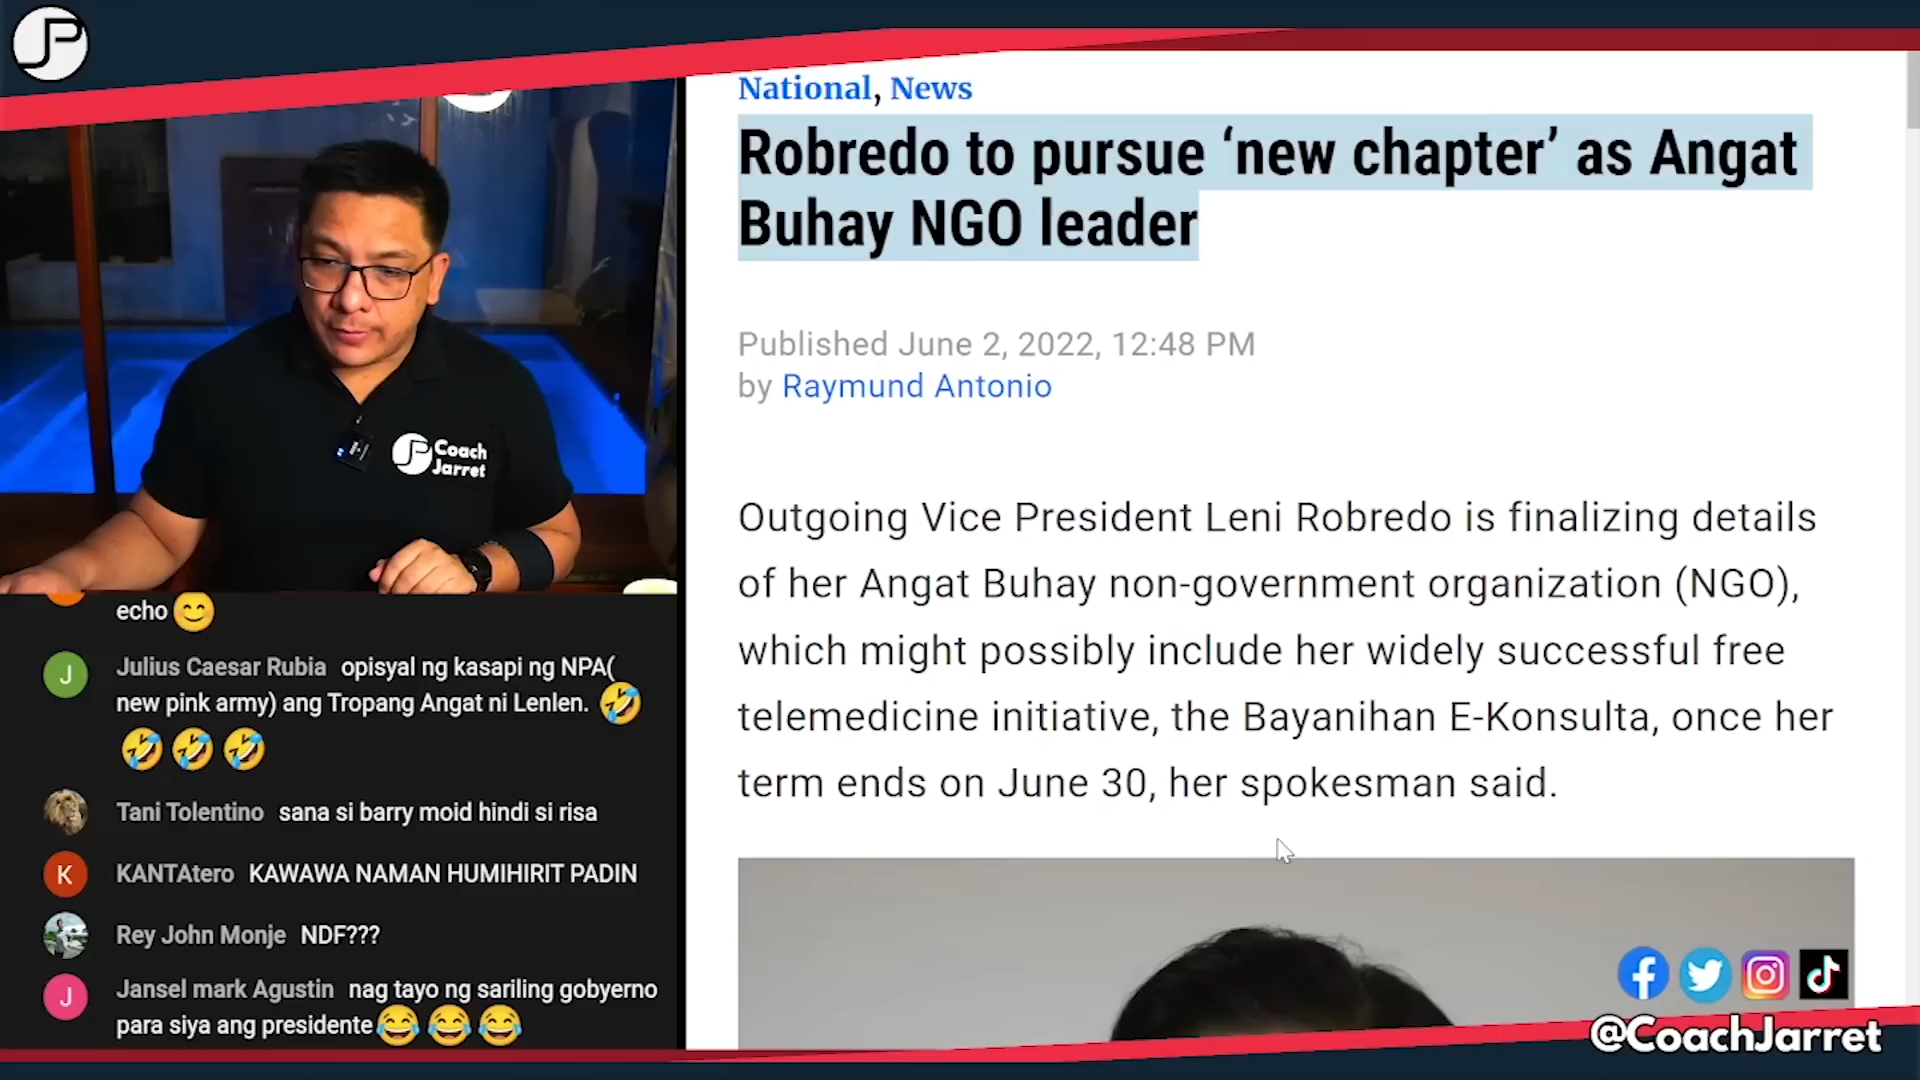 JP
National, News
Robredo to pursue ‘new chapter’ as Angat
Buhay NGO leader
Published June 2, 2022, 12:48 PM
by Raymund Antonio
Outgoing Vice President Leni Robredo is finalizing details
of her Angat Buhay non-government organization (NGO),
which might possibly include her widely successful free
telemedicine initiative, the Bayanihan E-Konsulta, once her
term ends on June 30, her spokesman said.
Coach
Jarret
echo 😊
J
Julius Caesar Rubia opisyal ng kasapi ng NPA(
new pink army) ang Tropang Angat ni Lenlen. 🤣
🤣🤣🤣
Tani Tolentino sana si barry moid hindi si risa
K
KANTAtero KAWAWA NAMAN HUMIHIRIT PADIN
Rey John Monje NDF???
J
Jansel mark Agustin nag tayo ng sariling gobyerno
para siya ang presidente😂😂😂
@CoachJarret